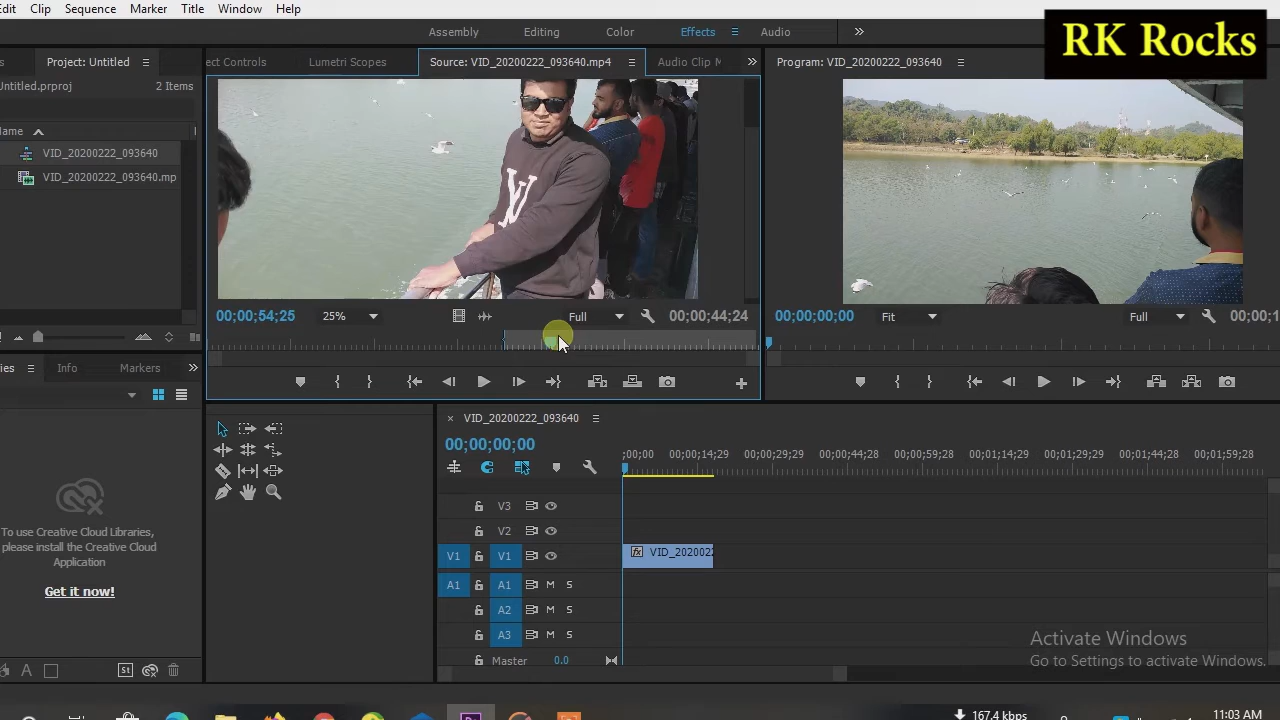 Edit Clip Sequence Marker Title Window Help
RK Rocks
Assembly Editing Color Effects Audio
Project: Untitled
ect Controls Lumetri Scopes Source: VID_20200222_093640.mp4 Audio Clip M
Program: VID_20200222_093640
Untitled.prproj 2 Items
Name
VID_20200222_093640
VID_20200222_093640.mp
00;00;54;25 25% Full 00;00;44;24
00;00;00;00 Fit Full 00;00;1
Info Markers
VID_20200222_093640
00;00;00;00
;00;00 00;00;14;29 00;00;29;29 00;00;44;28 00;00;59;28 00;01;14;29 00;01;29;29 00;01;44;28 00;01;59;28
V3
V2
V1 V1 fx VID_202002
A1 A1 M S
A2 M S
A3 M S
Master 0.0
To use Creative Cloud Libraries,
please install the Creative Cloud
Application
Get it now!
A St
Activate Windows
Go to Settings to activate Windows.
167.4 kbps 11:03 AM